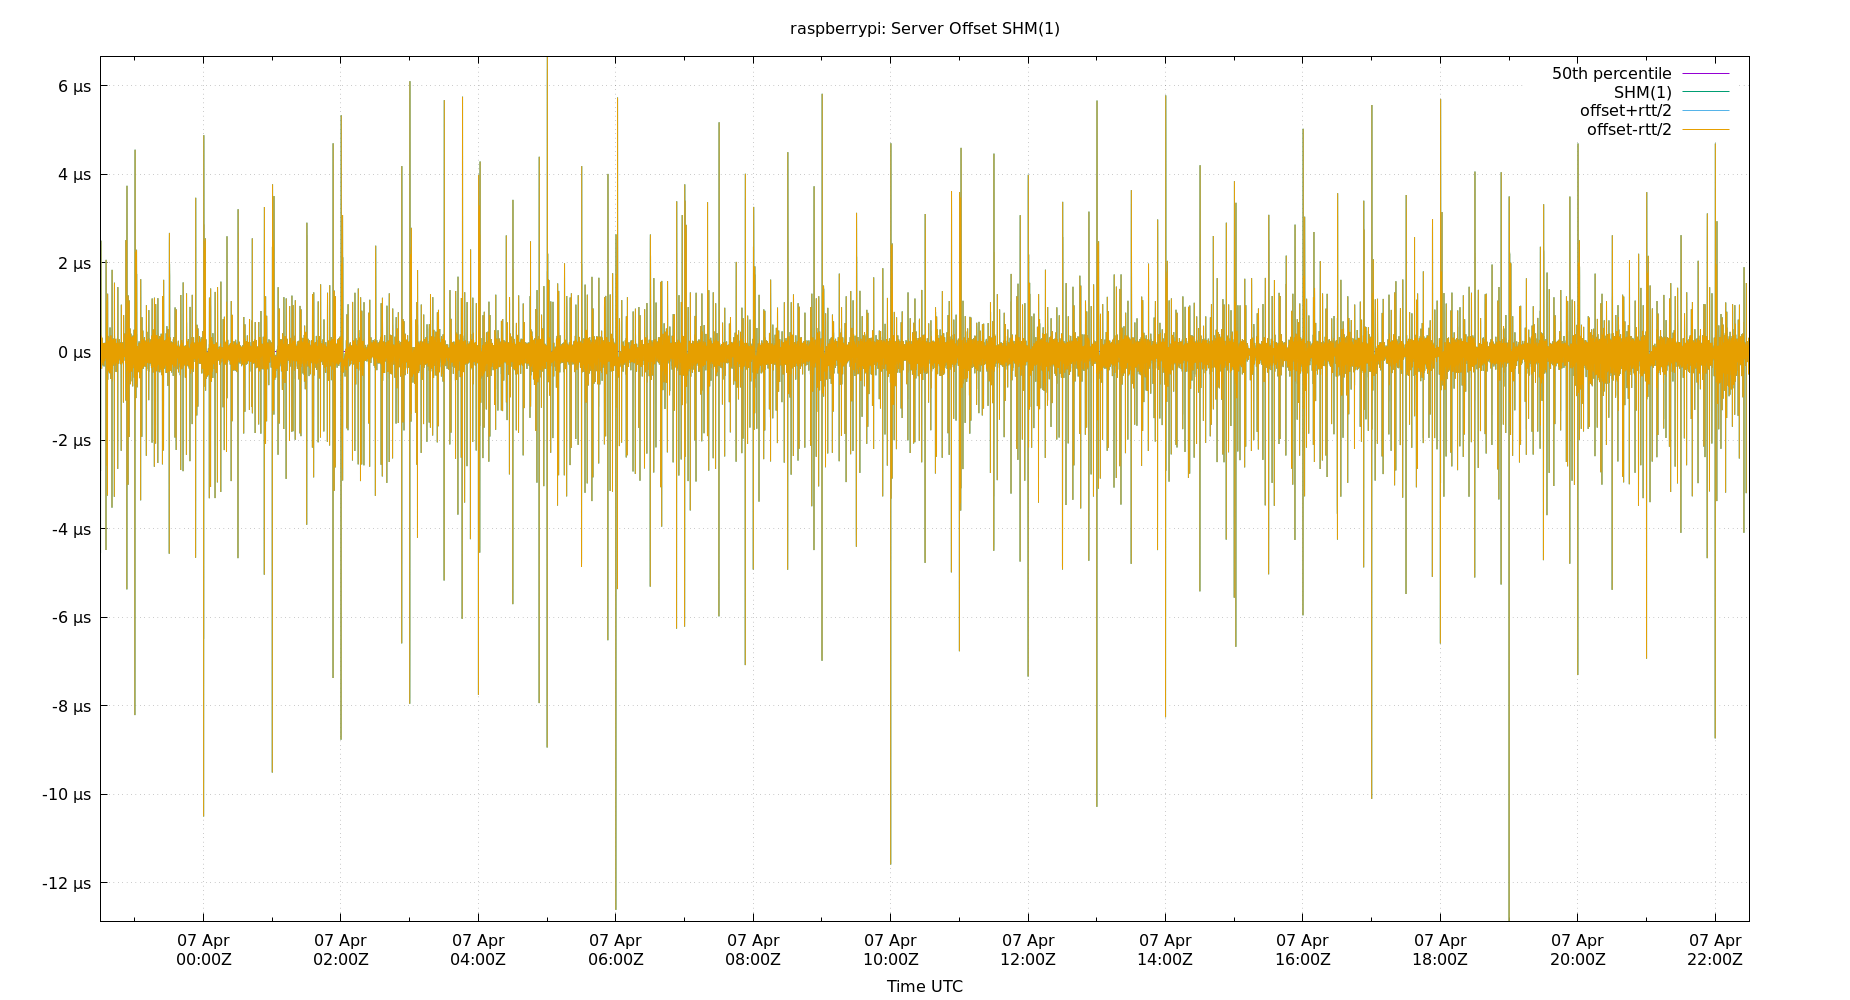 raspberrypi: Server Offset SHM(1)
50th percentile
SHM(1)
offset+rtt/2
offset-rtt/2
6 μs
4 μs
2 μs
0 μs
-2 μs
-4 μs
-6 μs
-8 μs
-10 μs
-12 μs
07 Apr 07 Apr 07 Apr 07 Apr 07 Apr 07 Apr 07 Apr 07 Apr 07 Apr 07 Apr 07 Apr 07 Apr
00:00Z 02:00Z 04:00Z 06:00Z 08:00Z 10:00Z 12:00Z 14:00Z 16:00Z 18:00Z 20:00Z 22:00Z
Time UTC